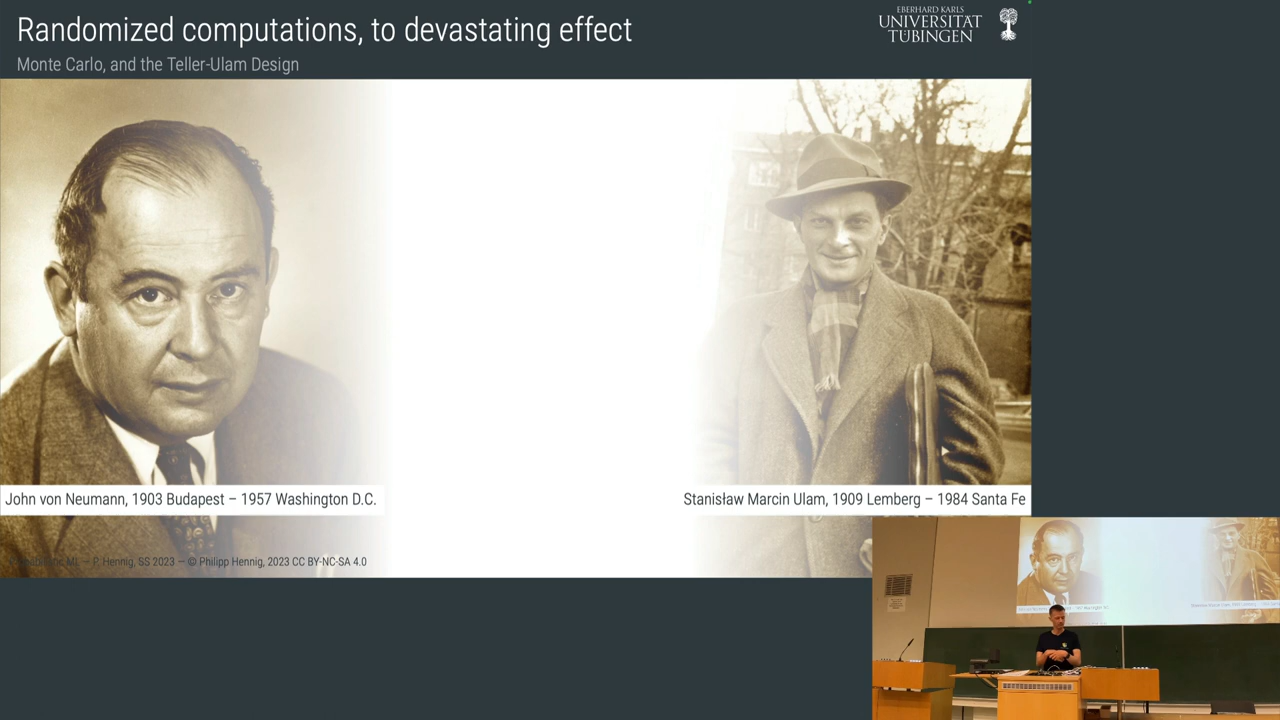 Randomized computations, to devastating effect
Monte Carlo, and the Teller-Ulam Design
EBERHARD KARLS
UNIVERSITÄT
TÜBINGEN
John von Neumann, 1903 Budapest – 1957 Washington D.C.
Stanisław Marcin Ulam, 1909 Lemberg – 1984 Santa Fe
ML — P. Hennig, SS 2023 — © Philipp Hennig, 2023 CC BY-NC-SA 4.0